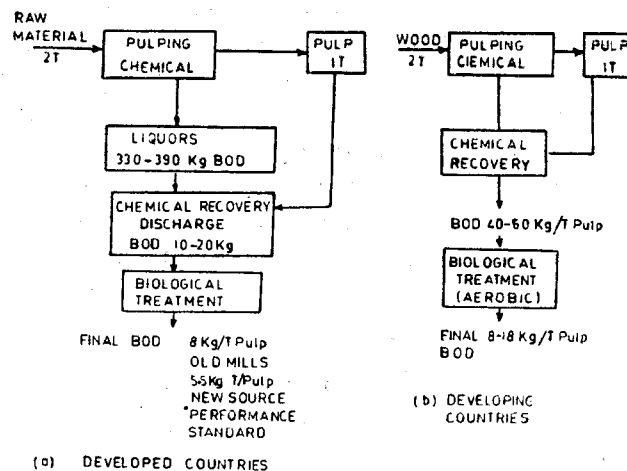 RAW
MATERIAL
2T
PULPING
CHEMICAL
PULP
1T
LIQUORS
330-390 Kg BOD
CHEMICAL RECOVERY
DISCHARGE
BOD 10-20Kg
BIOLOGICAL
TREATMENT
FINAL BOD 8 Kg/T Pulp
OLD MILLS
5.5Kg T/Pulp
NEW SOURCE
PERFORMANCE
STANDARD
(a) DEVELOPED COUNTRIES
WOOD
2T
PULPING
CIEMICAL
PULP
1T
CHEMICAL
RECOVERY
BOD 40-60 Kg/T Pulp
BIOLOGICAL
TREATMENT
(AEROBIC)
FINAL 8-18 Kg/T Pulp
BOD
(b) DEVELOPING
COUNTRIES